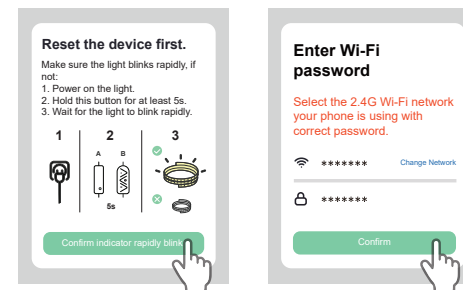 Reset the device first.
Make sure the light blinks rapidly, if
not:
1. Power on the light.
2. Hold this button for at least 5s.
3. Wait for the light to blink rapidly.
1 2 3
A B
5s
Confirm indicator rapidly blink
Enter Wi-Fi
password
Select the 2.4G Wi-Fi network
your phone is using with
correct password.
******* Change Network
*******
Confirm